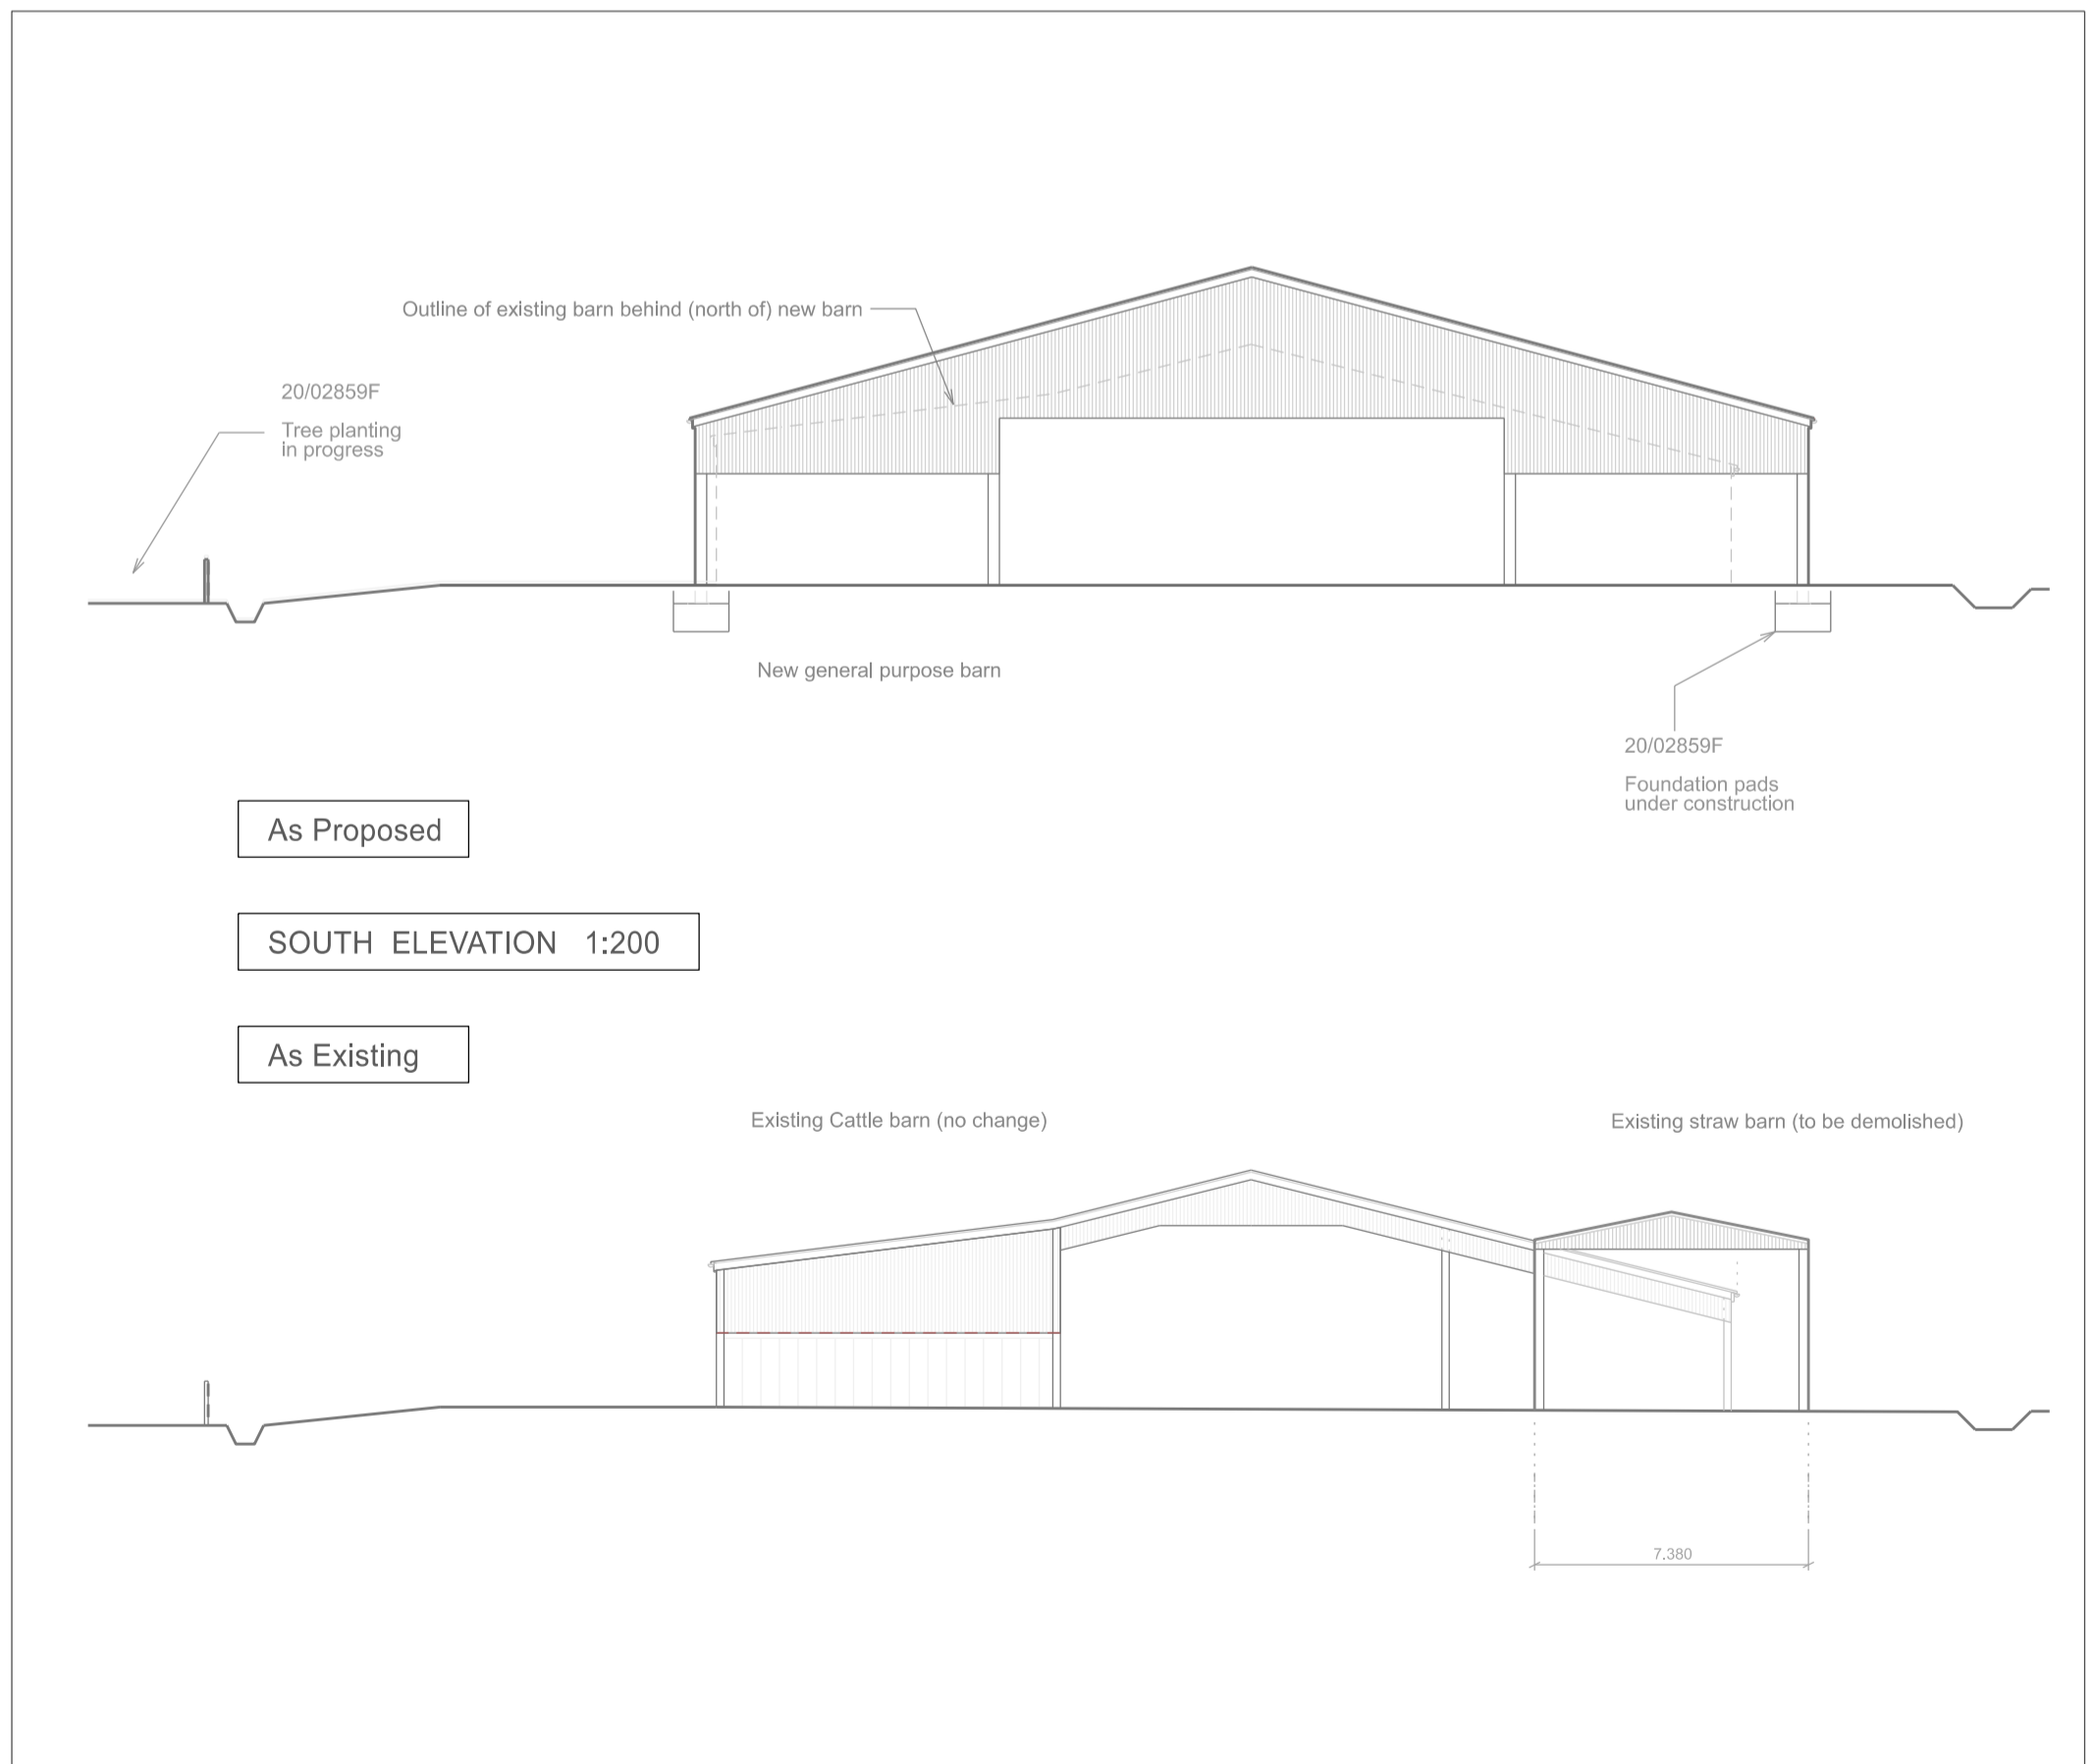 Outline of existing barn behind (north of) new barn
20/02859F
Tree planting
in progress
New general purpose barn
20/02859F
Foundation pads
under construction
As Proposed
SOUTH ELEVATION 1:200
As Existing
Existing Cattle barn (no change)
Existing straw barn (to be demolished)
7.380